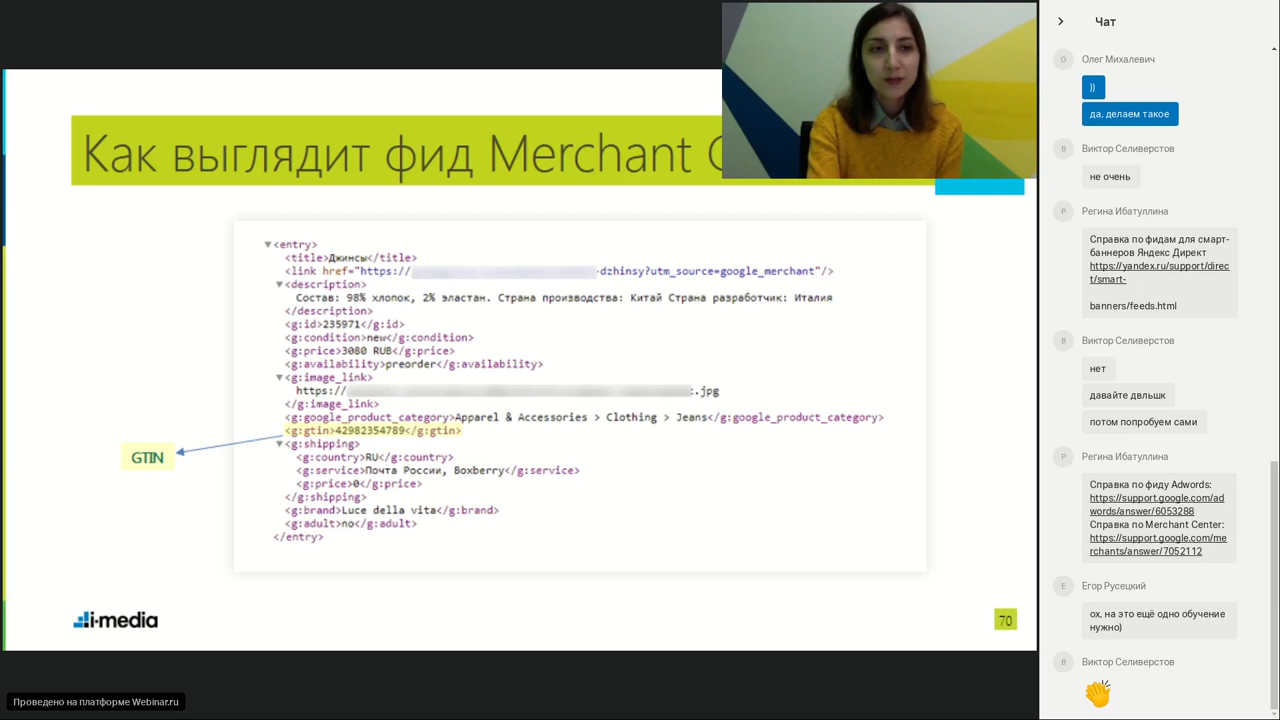 Как выглядит фид Merchant
<entry>
<title>Джинсы</title>
<link href="https:// -dzhinsy?utm_source=google_merchant"/>
<description>
Состав: 98% хлопок, 2% эластан. Страна производства: Китай Страна разработчик: Италия
</description>
<g:id>235971</g:id>
<g:condition>new</g:condition>
<g:price>3080 RUB</g:price>
<g:availability>preorder</g:availability>
<g:image_link>
https:// .jpg
</g:image_link>
<g:google_product_category>Apparel & Accessories > Clothing > Jeans</g:google_product_category>
<g:gtin>42982354789</g:gtin>
GTIN
<g:shipping>
<g:country>RU</g:country>
<g:service>Почта России, Boxberry</g:service>
<g:price>0</g:price>
</g:shipping>
<g:brand>Luce della vita</g:brand>
<g:adult>no</g:adult>
</entry>
i-media
70
Проведено на платформе Webinar.ru
Чат
О
Олег Михалевич
))
да, делаем такое
В
Виктор Селиверстов
не очень
Р
Регина Ибатуллина
Справка по фидам для смарт-
баннеров Яндекс Директ
https://yandex.ru/support/direc
t/smart-
banners/feeds.html
В
Виктор Селиверстов
нет
давайте двльшк
потом попробуем сами
Р
Регина Ибатуллина
Справка по фиду Adwords:
https://support.google.com/ad
words/answer/6053288
Справка по Merchant Center:
https://support.google.com/me
rchants/answer/7052112
Е
Егор Русецкий
ох, на это ещё одно обучение
нужно)
В
Виктор Селиверстов